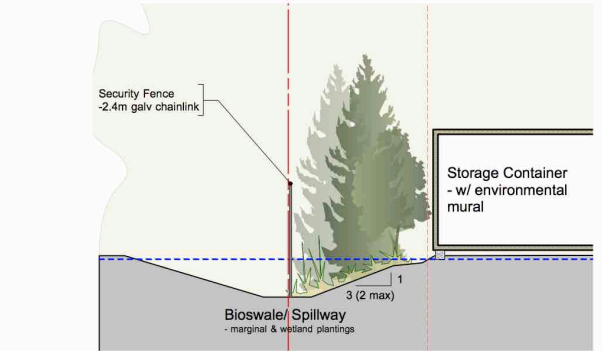 Security Fence
-2.4m galv chainlink
Storage Container
- w/ environmental
mural
1
3 (2 max)
Bioswale/ Spillway
- marginal & wetland plantings